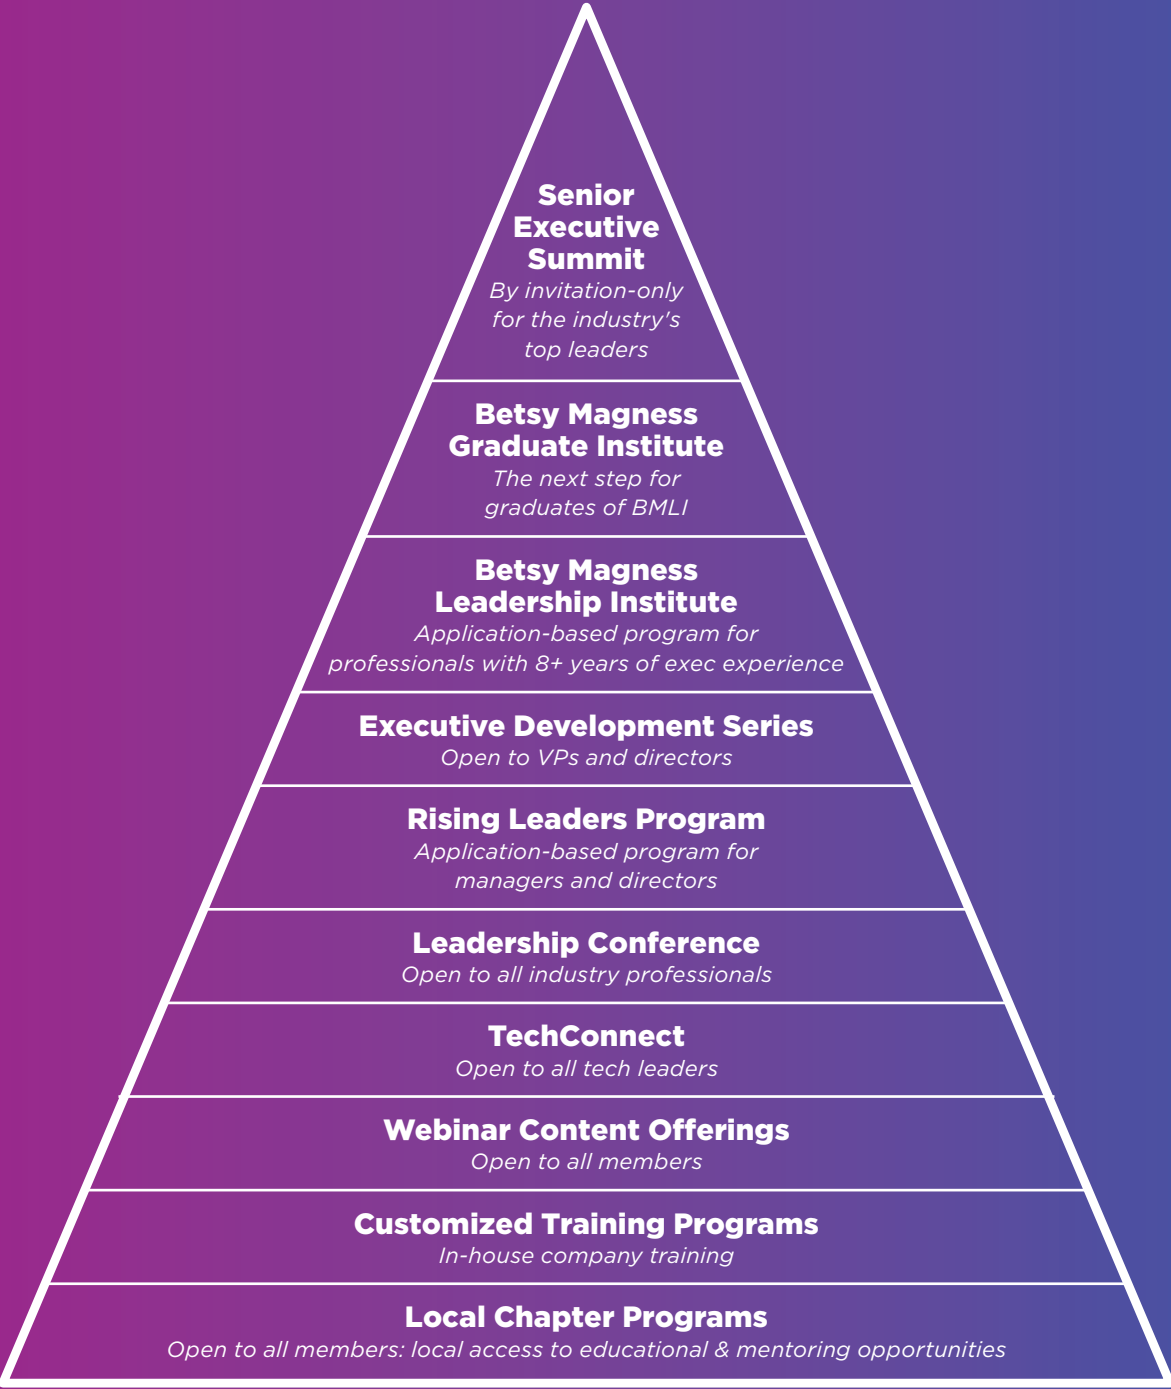 Senior
Executive
Summit
By invitation-only
for the industry's
top leaders
Betsy Magness
Graduate Institute
The next step for
graduates of BMLI
Betsy Magness
Leadership Institute
Application-based program for
professionals with 8+ years of exec experience
Executive Development Series
Open to VPs and directors
Rising Leaders Program
Application-based program for
managers and directors
Leadership Conference
Open to all industry professionals
TechConnect
Open to all tech leaders
Webinar Content Offerings
Open to all members
Customized Training Programs
In-house company training
Local Chapter Programs
Open to all members: local access to educational & mentoring opportunities